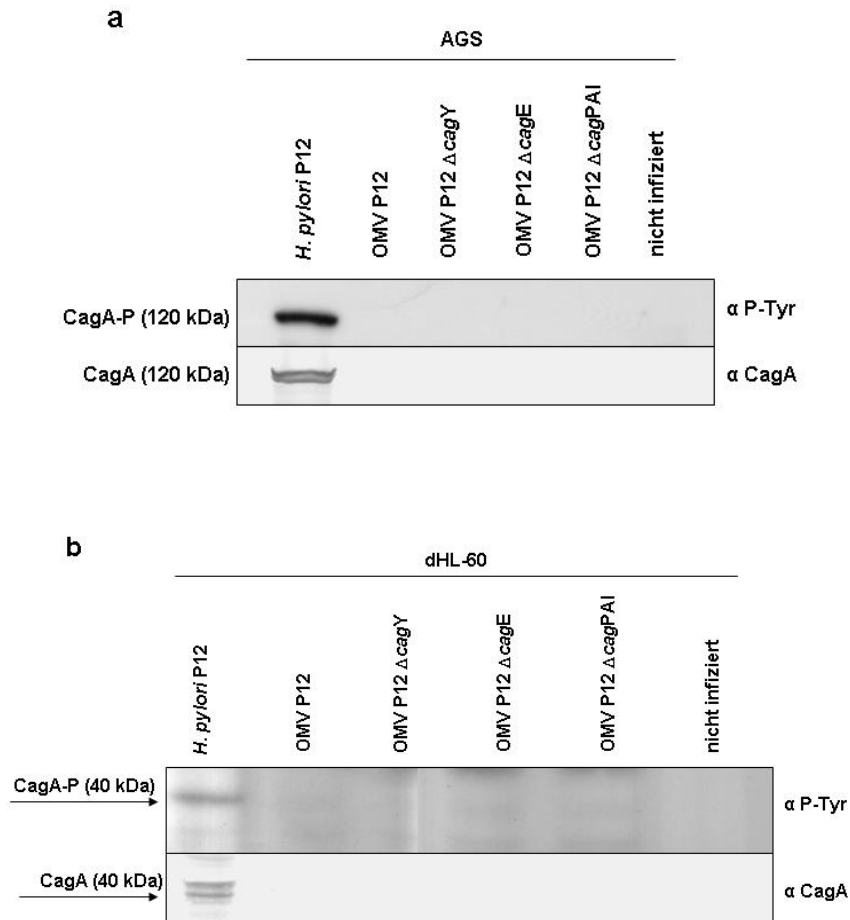 a
AGS
H. pylori P12
OMV P12
OMV P12 ΔcagY
OMV P12 ΔcagE
OMV P12 ΔcagPAI
nicht infiziert
CagA-P (120 kDa)
α P-Tyr
CagA (120 kDa)
α CagA
b
dHL-60
H. pylori P12
OMV P12
OMV P12 ΔcagY
OMV P12 ΔcagE
OMV P12 ΔcagPAI
nicht infiziert
CagA-P (40 kDa)
α P-Tyr
CagA (40 kDa)
α CagA